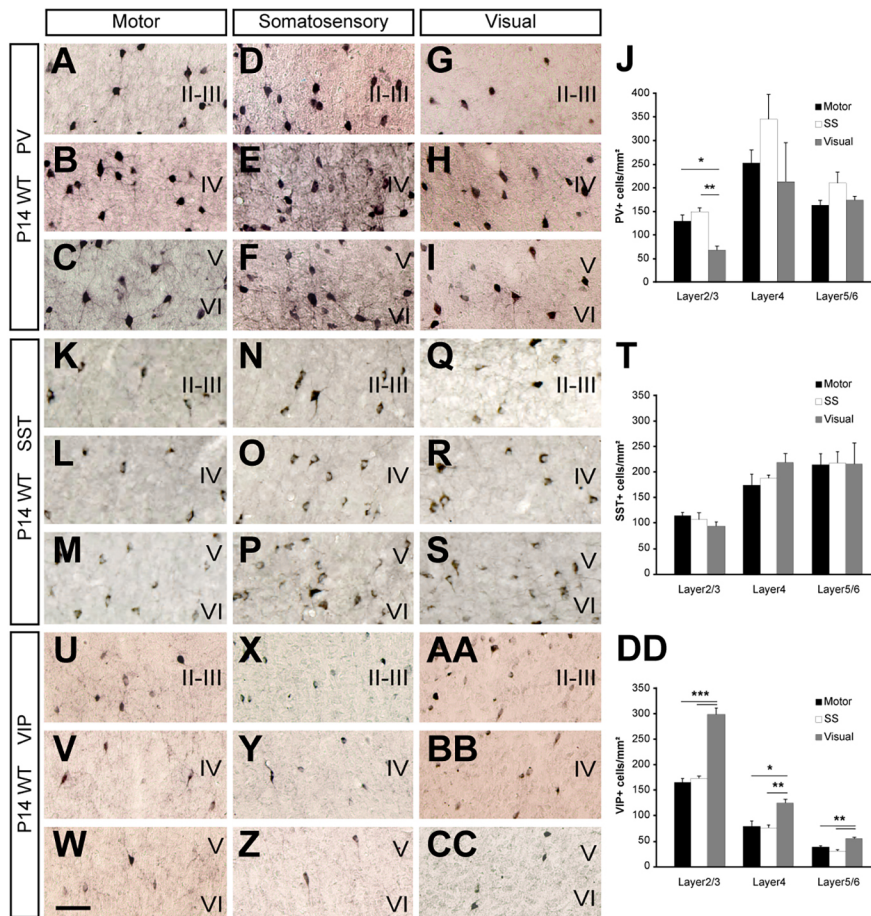 Motor Somatosensory Visual
P14 WT PV
A D G
II-III II-III II-III
B E H
IV IV IV
C F I
V V V
VI VI VI
J
PV+ cells/mm²
400
350
300
250
200
150
100
50
0
Motor
SS
Visual
*
**
Layer2/3 Layer4 Layer5/6
P14 WT SST
K N Q
II-III II-III II-III
L O R
IV IV IV
M P S
V V V
VI VI VI
T
SST+ cells/mm²
350
300
250
200
150
100
50
0
Motor
SS
Visual
Layer2/3 Layer4 Layer5/6
P14 WT VIP
U X AA
II-III II-III II-III
V Y BB
IV IV IV
W Z CC
V V V
VI VI VI
DD
VIP+ cells/mm²
350
300
250
200
150
100
50
0
Motor
SS
Visual
***
*
**
**
Layer2/3 Layer4 Layer5/6